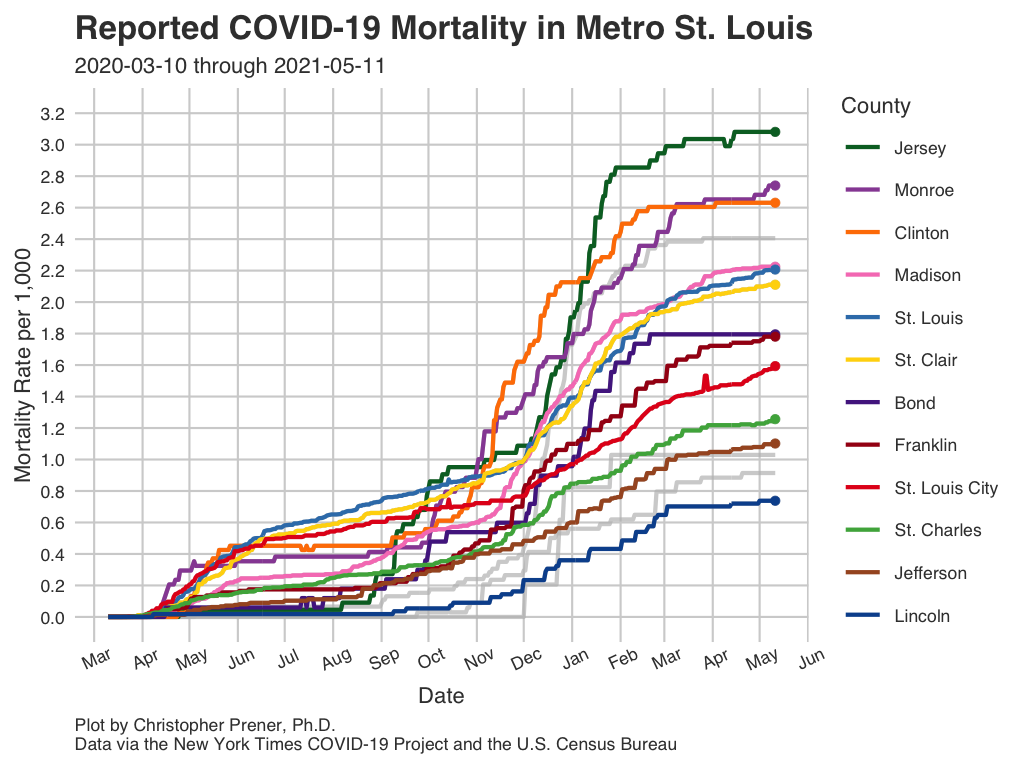 Reported COVID-19 Mortality in Metro St. Louis
2020-03-10 through 2021-05-11
Mortality Rate per 1,000
3.2
3.0
2.8
2.6
2.4
2.2
2.0
1.8
1.6
1.4
1.2
1.0
0.8
0.6
0.4
0.2
0.0
Mar Apr May Jun Jul Aug Sep Oct Nov Dec Jan Feb Mar Apr May Jun
Date
County
Jersey
Monroe
Clinton
Madison
St. Louis
St. Clair
Bond
Franklin
St. Louis City
St. Charles
Jefferson
Lincoln
Plot by Christopher Prener, Ph.D.
Data via the New York Times COVID-19 Project and the U.S. Census Bureau